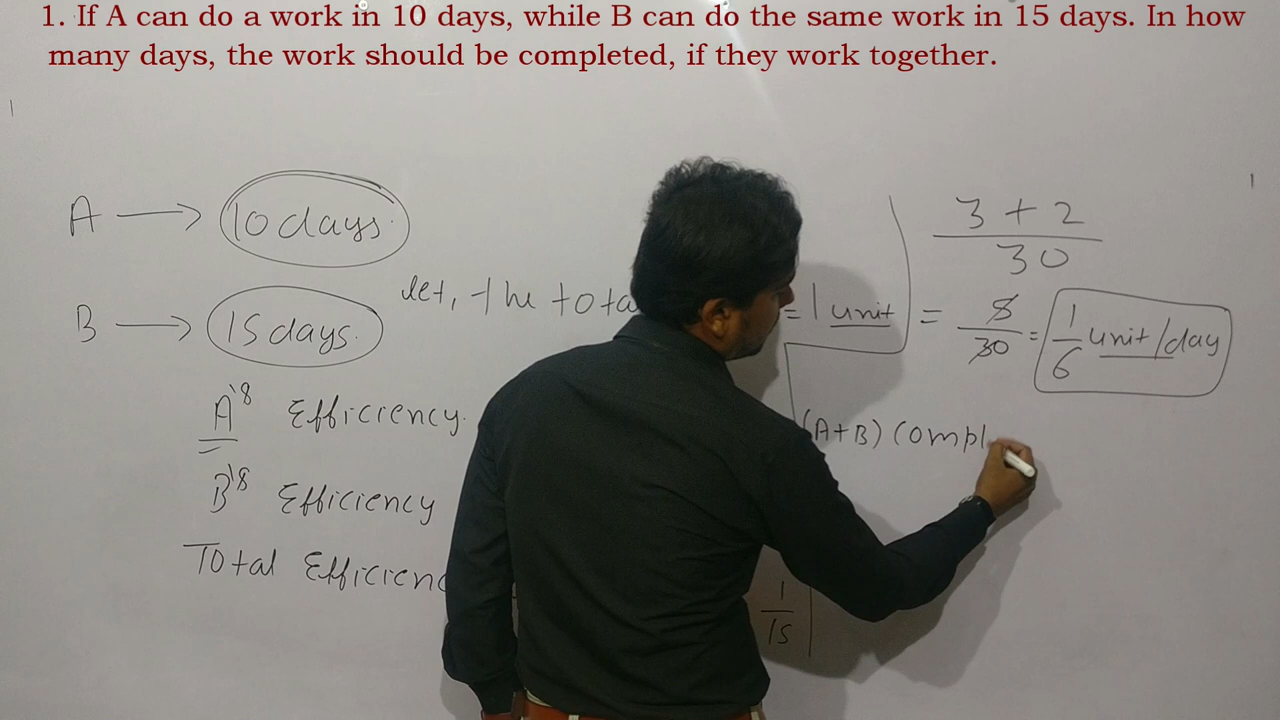 1. If A can do a work in 10 days, while B can do the same work in 15 days. In how
many days, the work should be completed, if they work together.
A → 10 days.
B → 15 days.
let, the tota
= 1 unit
A's Efficiency.
B's Efficiency
Total Efficienc
1/15
3 + 2
30
= 5/30 = 1/6 unit/day
(A+B) compl